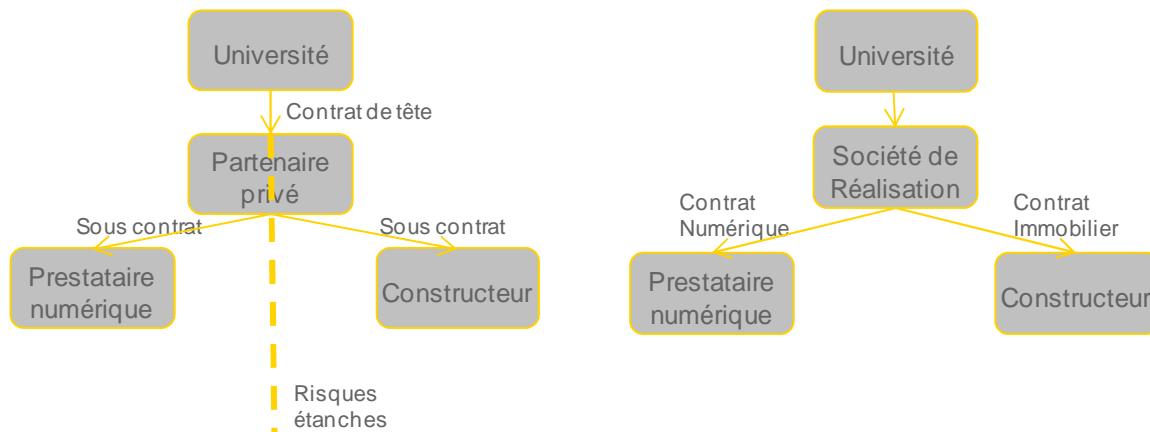 Université
Contrat de tête
Partenaire
privé
Sous contrat
Sous contrat
Prestataire
numérique
Constructeur
Risques
étanches
Université
Société de
Réalisation
Contrat
Numérique
Contrat
Immobilier
Prestataire
numérique
Constructeur